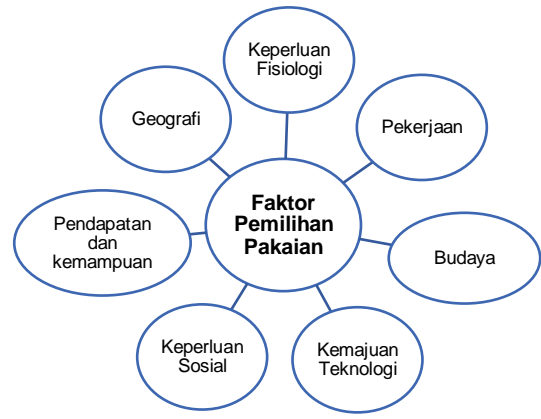 Keperluan
Fisiologi
Geografi
Pekerjaan
Faktor
Pemilihan
Pakaian
Pendapatan
dan
kemampuan
Budaya
Keperluan
Sosial
Kemajuan
Teknologi